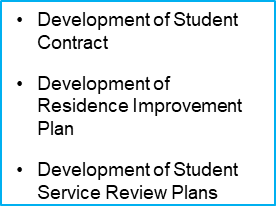 • Development of Student
Contract
• Development of
Residence Improvement
Plan
• Development of Student
Service Review Plans